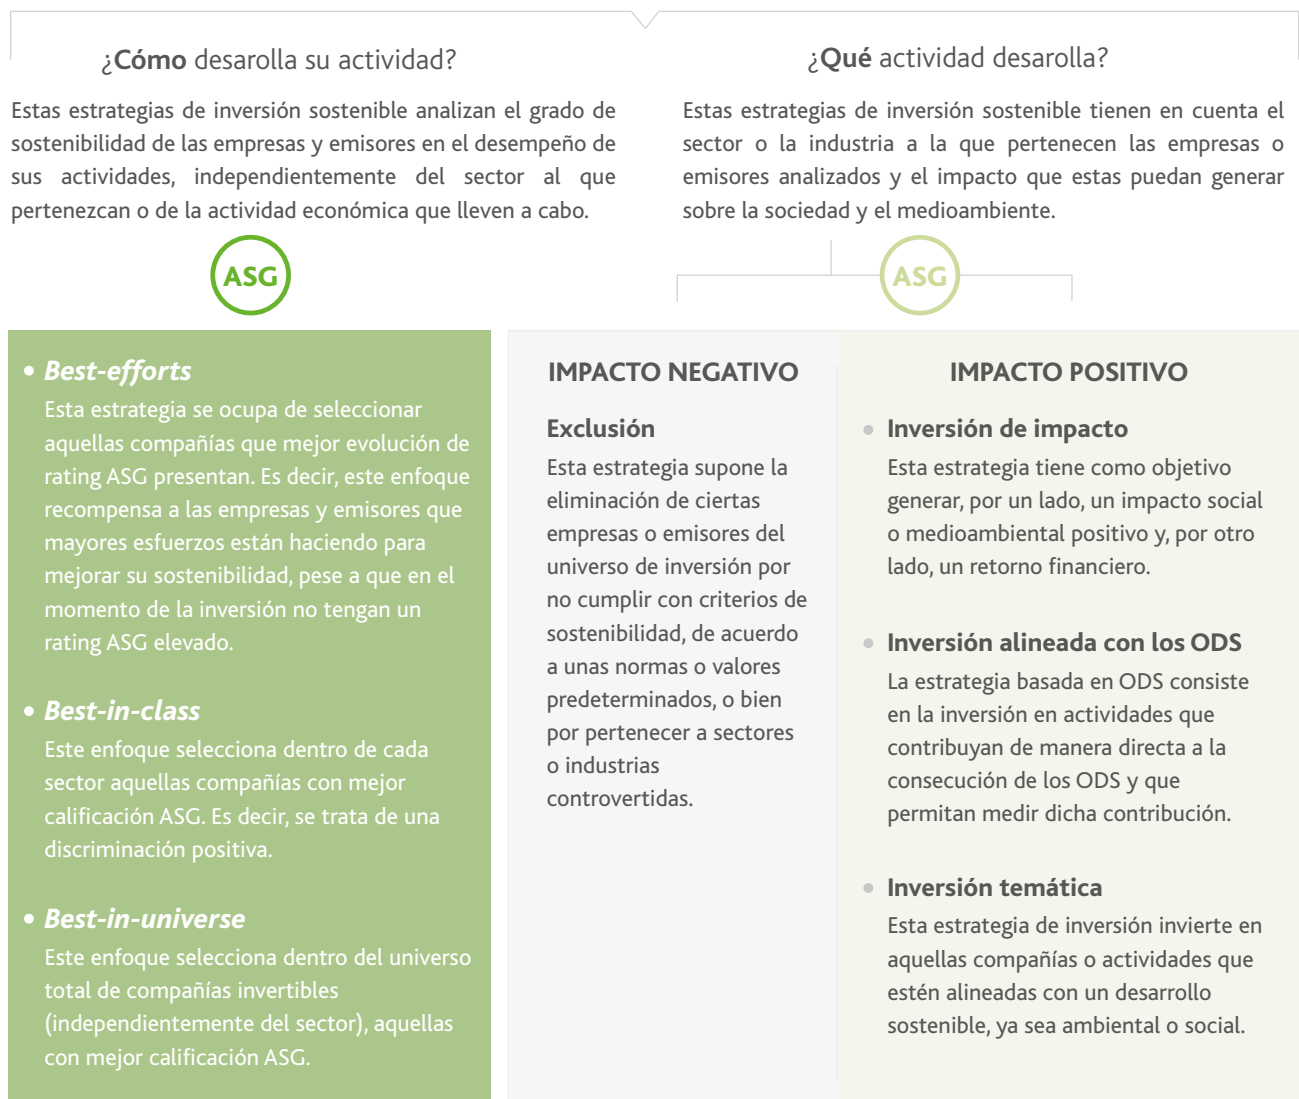 ¿Cómo desarolla su actividad?
Estas estrategias de inversión sostenible analizan el grado de
sostenibilidad de las empresas y emisores en el desempeño de
sus actividades, independientemente del sector al que
pertenezcan o de la actividad económica que lleven a cabo.
ASG
¿Qué actividad desarolla?
Estas estrategias de inversión sostenible tienen en cuenta el
sector o la industria a la que pertenecen las empresas o
emisores analizados y el impacto que estas puedan generar
sobre la sociedad y el medioambiente.
ASG
• Best-efforts
Esta estrategia se ocupa de seleccionar
aquellas compañías que mejor evolución de
rating ASG presentan. Es decir, este enfoque
recompensa a las empresas y emisores que
mayores esfuerzos están haciendo para
mejorar su sostenibilidad, pese a que en el
momento de la inversión no tengan un
rating ASG elevado.
• Best-in-class
Este enfoque selecciona dentro de cada
sector aquellas compañías con mejor
calificación ASG. Es decir, se trata de una
discriminación positiva.
• Best-in-universe
Este enfoque selecciona dentro del universo
total de compañías invertibles
(independientemente del sector), aquellas
con mejor calificación ASG.
IMPACTO NEGATIVO
Exclusión
Esta estrategia supone la
eliminación de ciertas
empresas o emisores del
universo de inversión por
no cumplir con criterios de
sostenibilidad, de acuerdo
a unas normas o valores
predeterminados, o bien
por pertenecer a sectores
o industrias
controvertidas.
IMPACTO POSITIVO
• Inversión de impacto
Esta estrategia tiene como objetivo
generar, por un lado, un impacto social
o medioambiental positivo y, por otro
lado, un retorno financiero.
• Inversión alineada con los ODS
La estrategia basada en ODS consiste
en la inversión en actividades que
contribuyan de manera directa a la
consecución de los ODS y que
permitan medir dicha contribución.
• Inversión temática
Esta estrategia de inversión invierte en
aquellas compañías o actividades que
estén alineadas con un desarrollo
sostenible, ya sea ambiental o social.